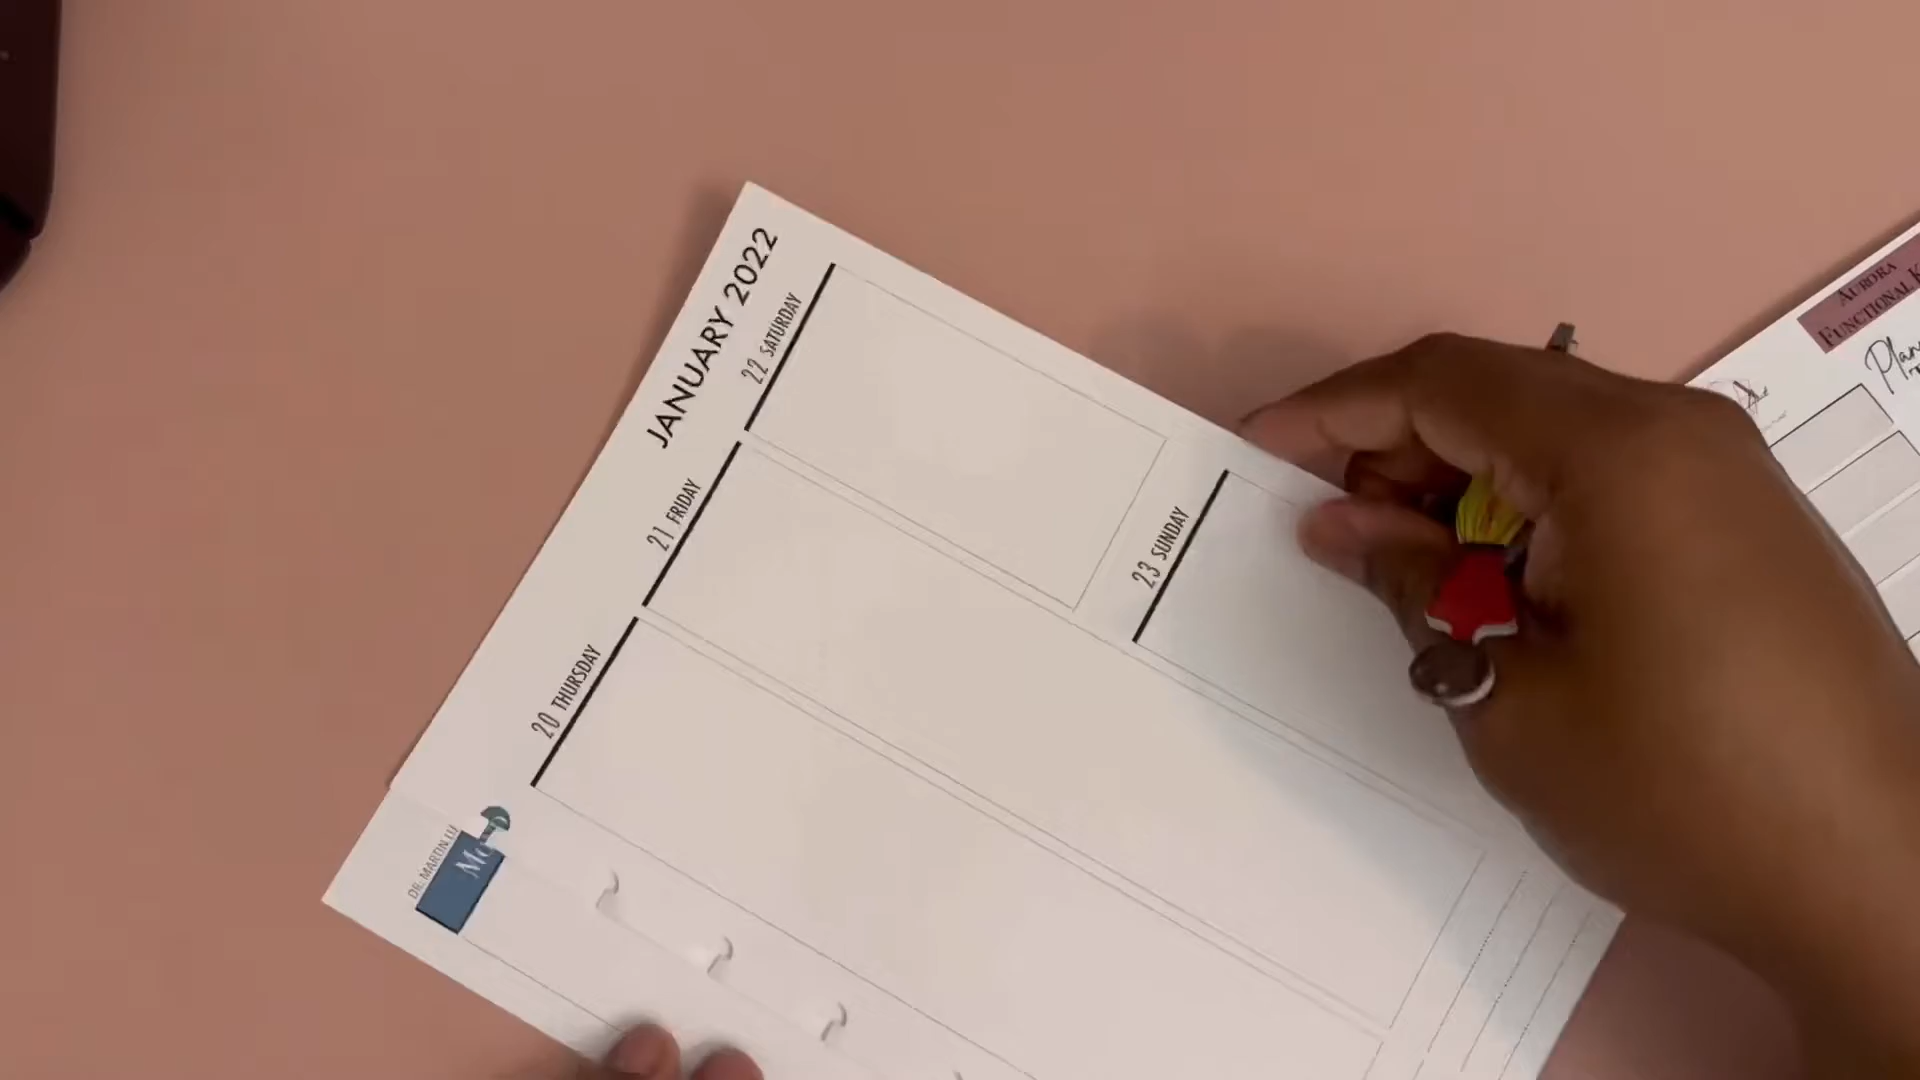 JANUARY 2022
20 THURSDAY
21 FRIDAY
22 SATURDAY
23 SUNDAY
DR. MARTIN LU
AURORA
FUNCTIONAL